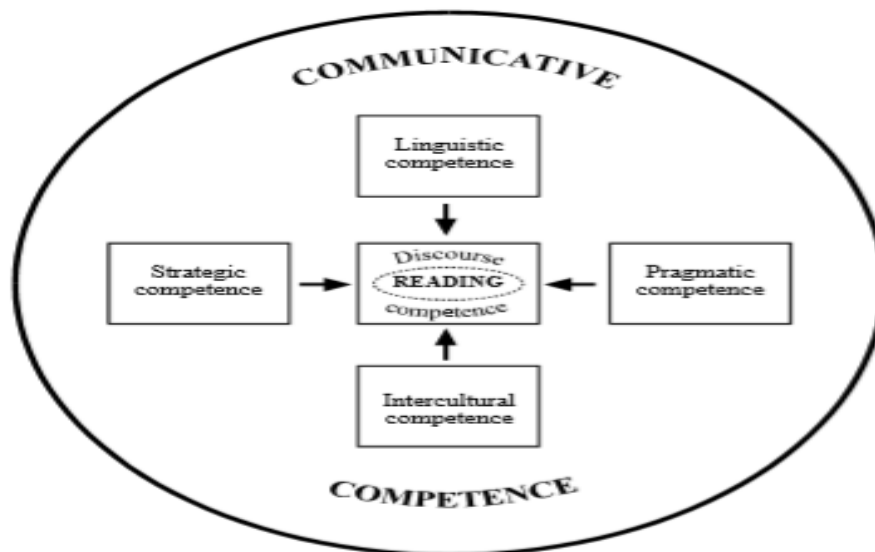 COMMUNICATIVE
Linguistic
competence
Strategic
competence
Discourse
READING
competence
Pragmatic
competence
Intercultural
competence
COMPETENCE